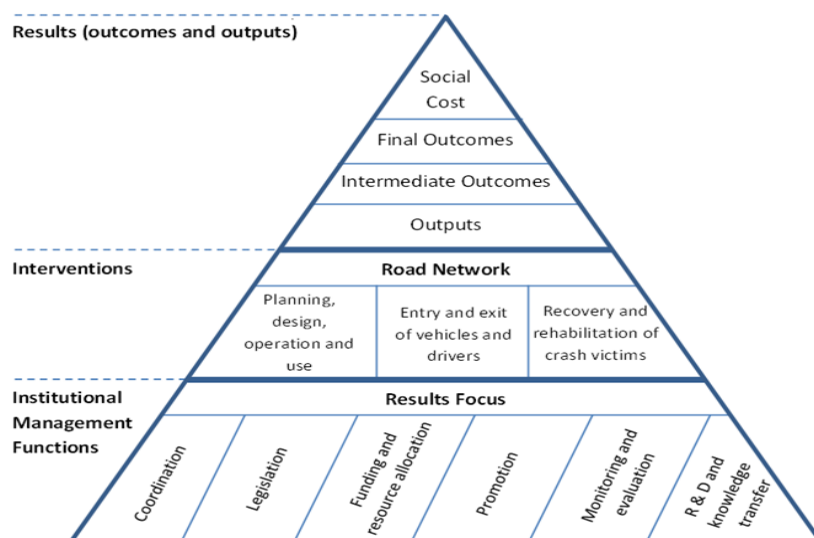 Results (outcomes and outputs)
Social
Cost
Final Outcomes
Intermediate Outcomes
Outputs
Interventions
Road Network
Planning,
design,
operation and
use
Entry and exit
of vehicles and
drivers
Recovery and
rehabilitation of
crash victims
Institutional
Management
Functions
Results Focus
Coordination
Legislation
Funding and
resource allocation
Promotion
Monitoring and
evaluation
R & D and
knowledge
transfer